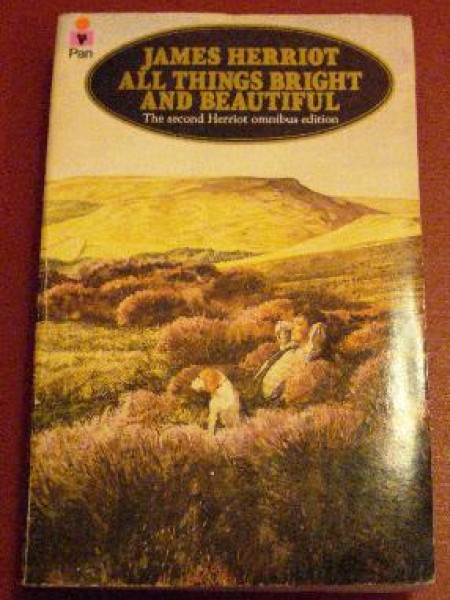 Pan
JAMES HERRIOT
ALL THINGS BRIGHT
AND BEAUTIFUL
The second Herriot omnibus edition